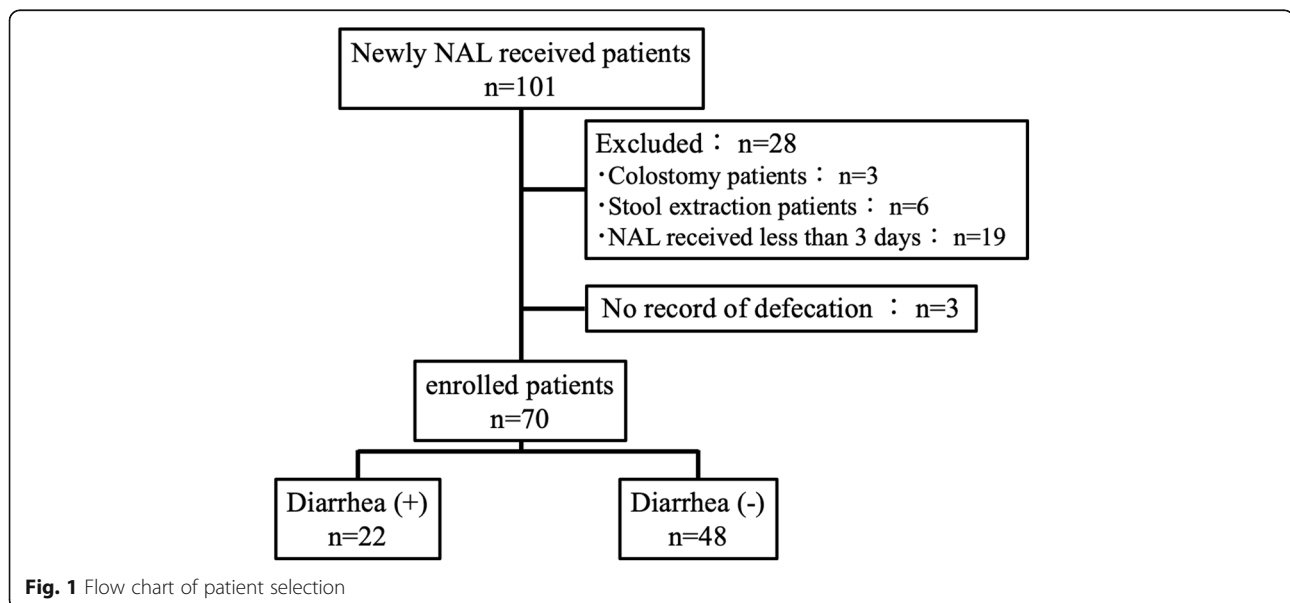 Newly NAL received patients
n=101
Excluded： n=28
・Colostomy patients： n=3
・Stool extraction patients： n=6
・NAL received less than 3 days： n=19
No record of defecation ： n=3
enrolled patients
n=70
Diarrhea (+)
n=22
Diarrhea (-)
n=48
Fig. 1 Flow chart of patient selection